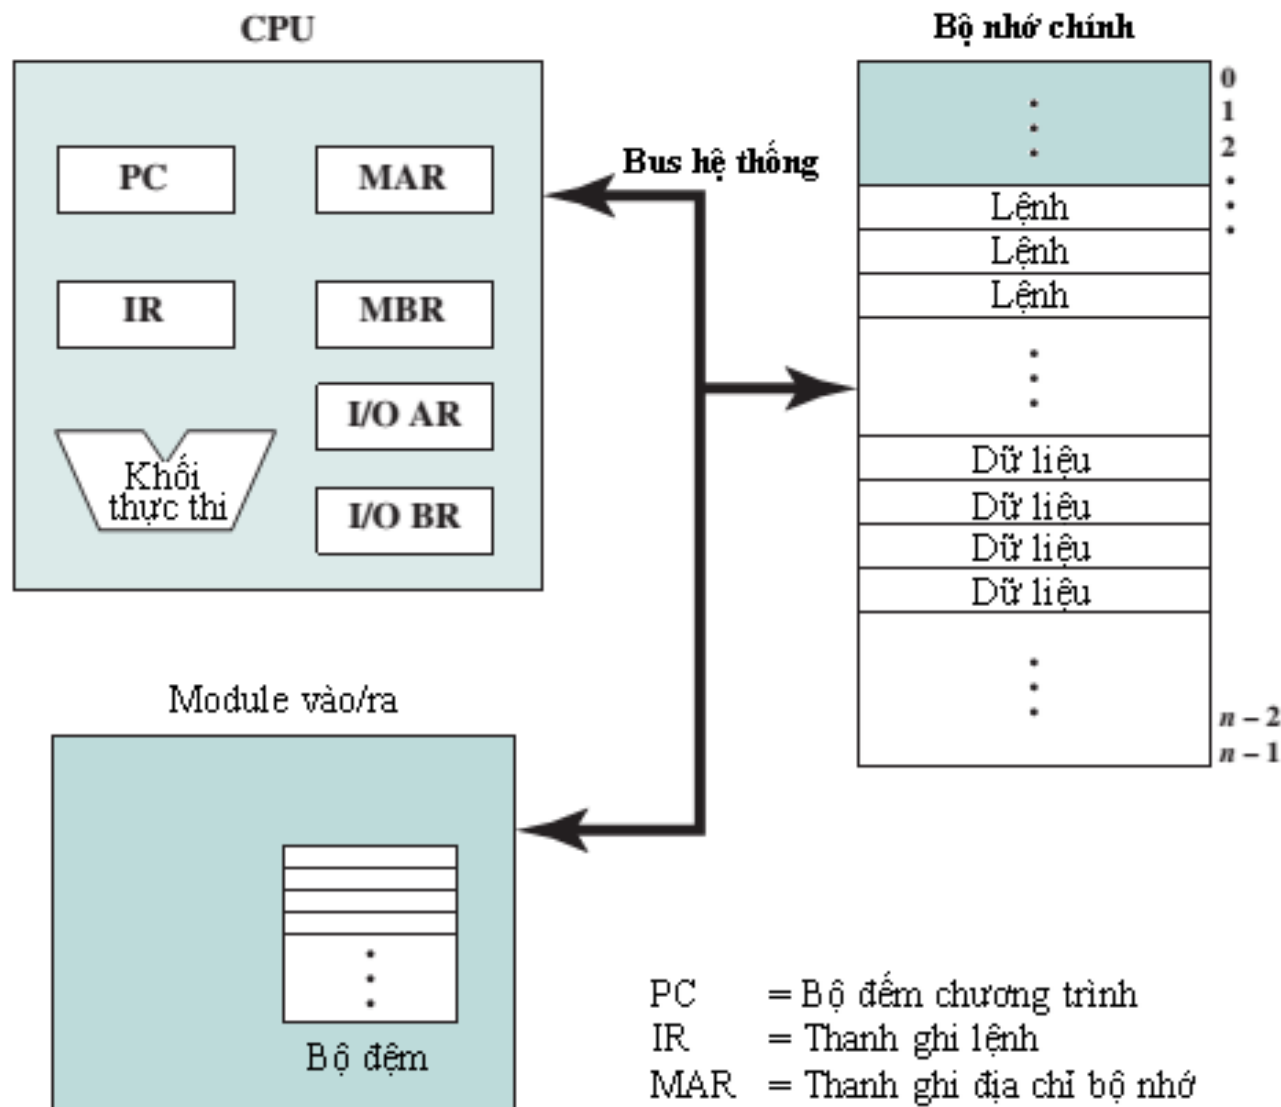 CPU
PC
MAR
IR
MBR
I/O AR
I/O BR
Khối
thực thi
Bus hệ thống
Bộ nhớ chính
0
1
2
Lệnh
Lệnh
Lệnh
Dữ liệu
Dữ liệu
Dữ liệu
Dữ liệu
n – 2
n – 1
Module vào/ra
Bộ đệm
PC = Bộ đếm chương trình
IR = Thanh ghi lệnh
MAR = Thanh ghi địa chỉ bộ nhớ